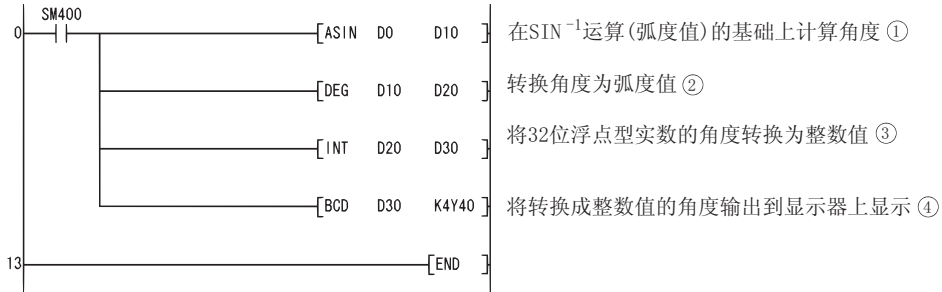 SM400
0 [ASIN D0 D10 ] 在SIN⁻¹运算(弧度值)的基础上计算角度 ①
[DEG D10 D20 ] 转换角度为弧度值 ②
[INT D20 D30 ] 将32位浮点型实数的角度转换为整数值 ③
[BCD D30 K4Y40 ] 将转换成整数值的角度输出到显示器上显示 ④
13 [END ]